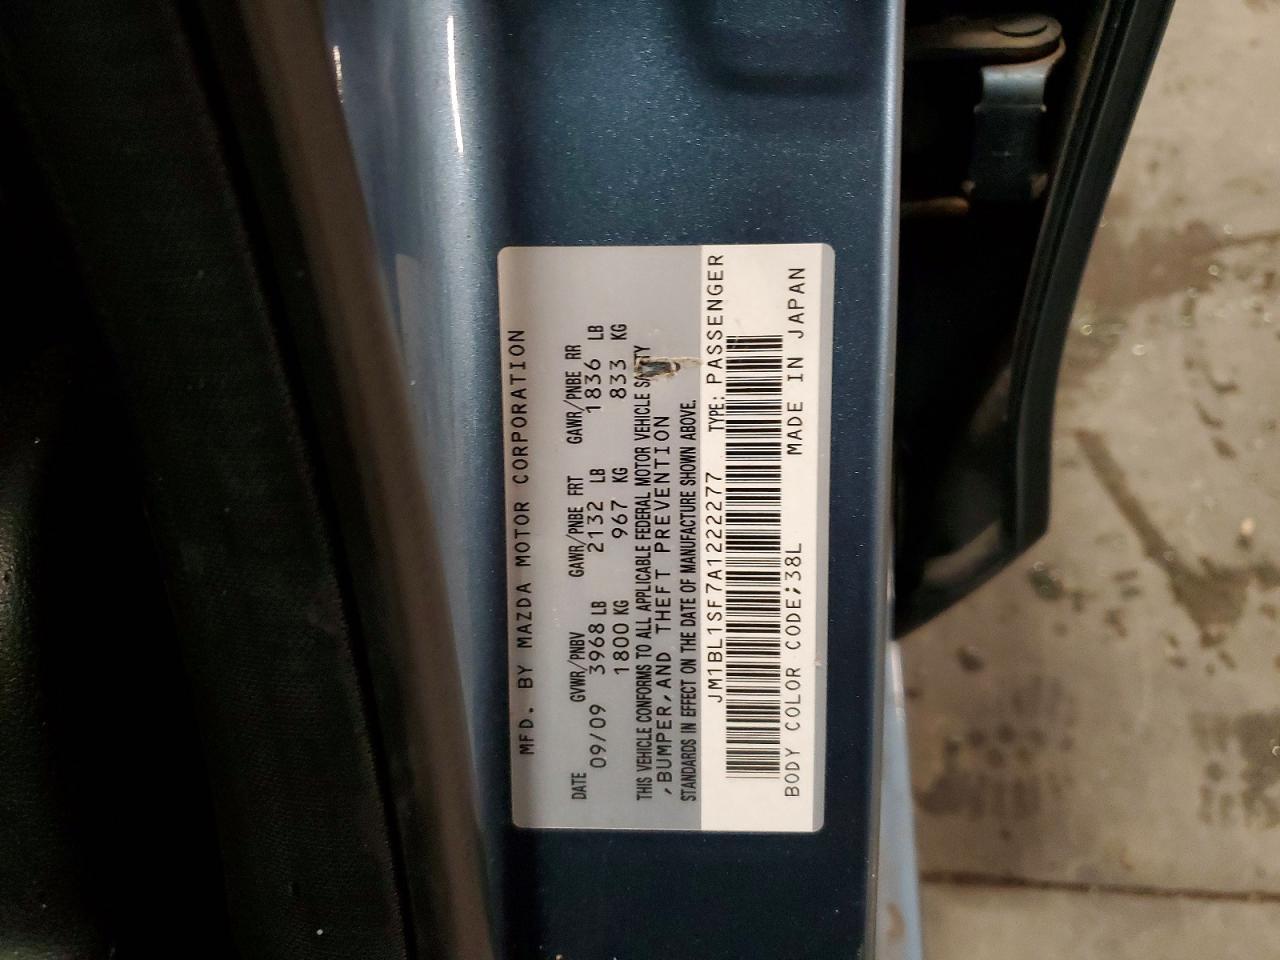 MFD. BY MAZDA MOTOR CORPORATION
DATE GVWR/PNBV GAWR/PNBE FRT GAWR/PNBE RR
09/09 3968 LB 2132 LB 1836 LB
1800 KG 967 KG 833 KG
THIS VEHICLE CONFORMS TO ALL APPLICABLE FEDERAL MOTOR VEHICLE
,BUMPER,AND THEFT PREVENTION
STANDARDS IN EFFECT ON THE DATE OF MANUFACTURE SHOWN ABOVE.
JM1BL1SF7A1222277 TYPE: PASSENGER
BODY COLOR CODE;38L MADE IN JAPAN